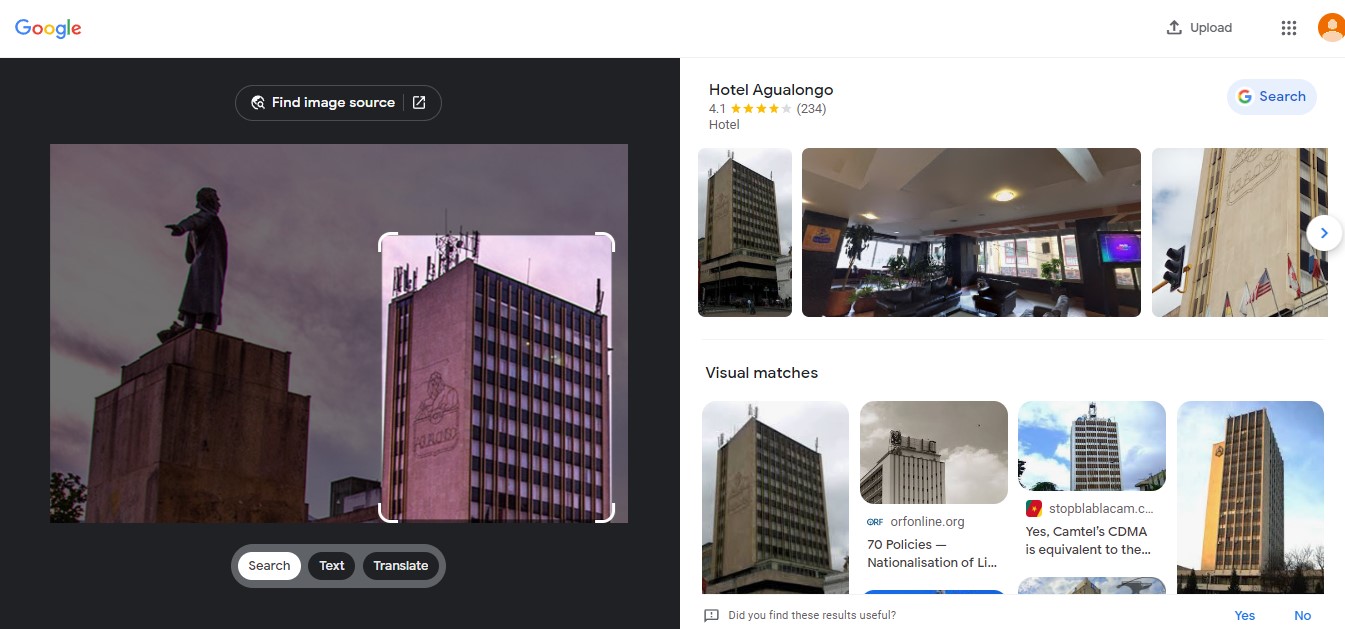 Google
Upload
Find image source
Hotel Agualongo
4.1 (234)
Hotel
Search
AGUALONGO
Visual matches
ORF orfonline.org
70 Policies —
Nationalisation of Li...
stopblablacam.c...
Yes, Camtel's CDMA
is equivalent to the...
Search Text Translate
Did you find these results useful? Yes No